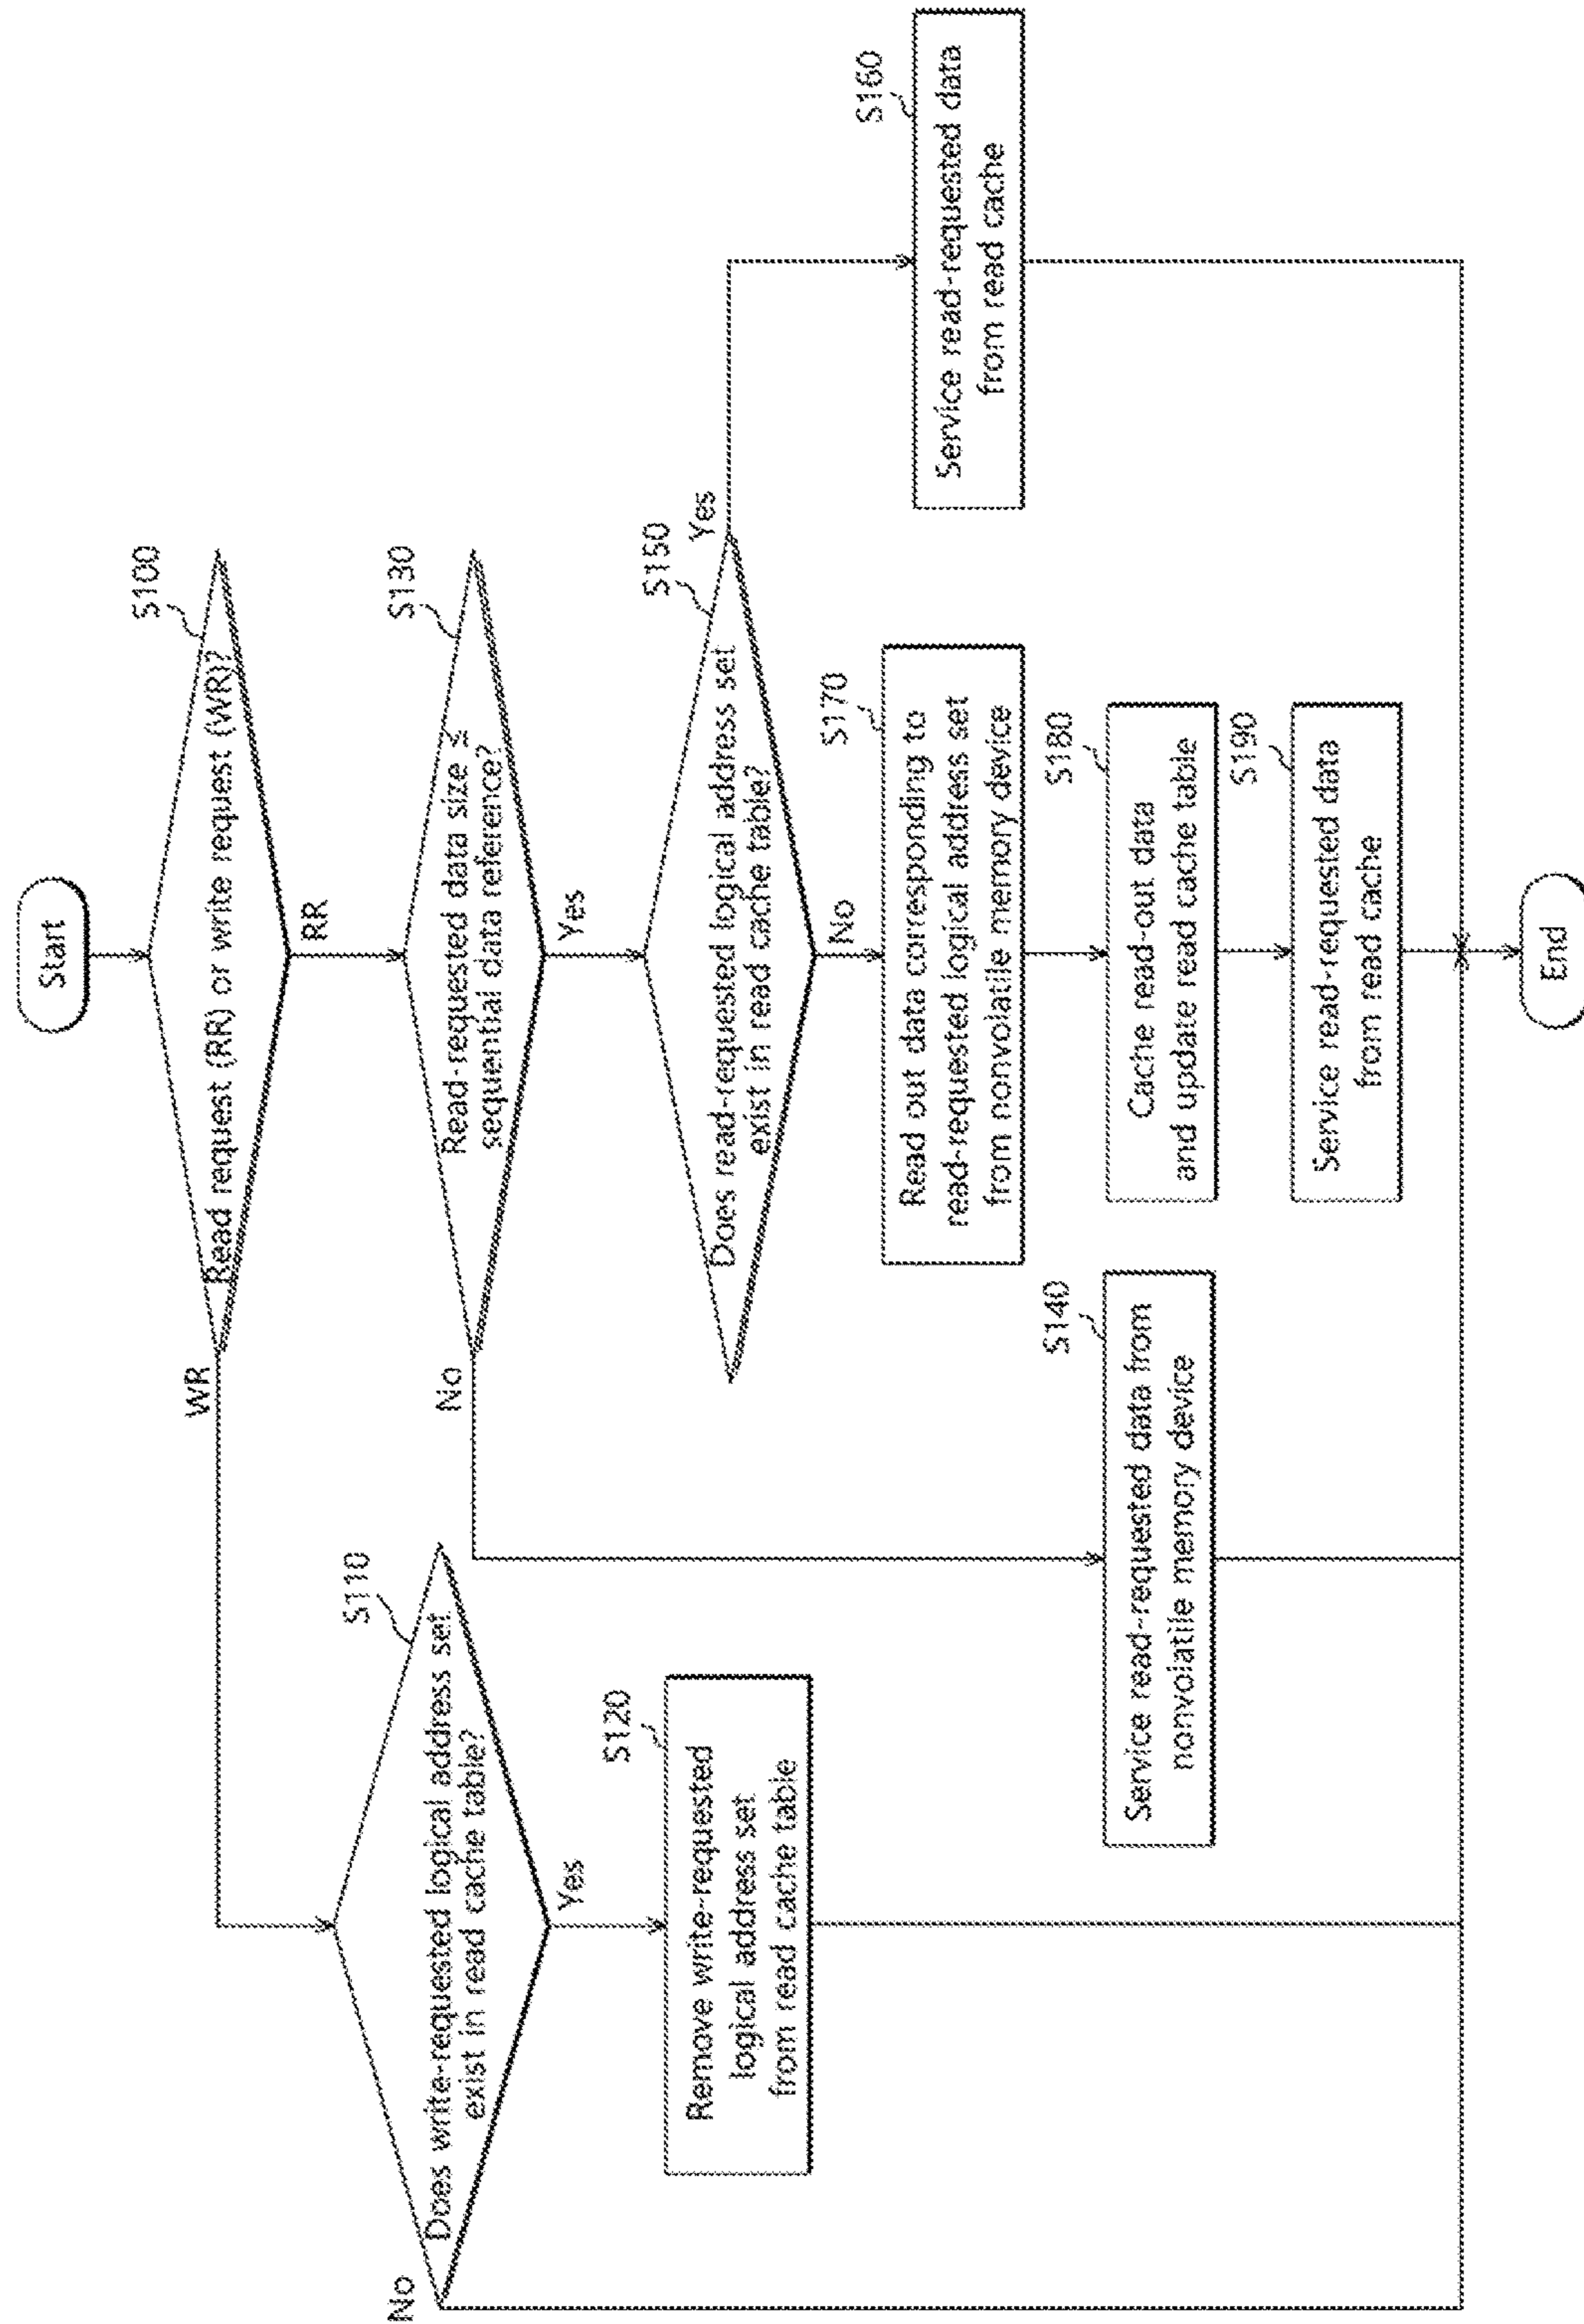 Start
S100
Read request (RR) or write request (WR)?
WR
RR
S110
Does write-requested logical address set
exist in read cache table?
No
Yes
S120
Remove write-requested
logical address set
from read cache table
S130
Read-requested data size ≤
sequential data reference?
No
Yes
S140
Service read-requested data from
nonvolatile memory device
S150
Does read-requested logical address set
exist in read cache table?
Yes
No
S160
Service read-requested data
from read cache
S170
Read out data corresponding to
read-requested logical address set
from nonvolatile memory device
S180
Cache read-out data
and update read cache table
S190
Service read-requested data
from read cache
End